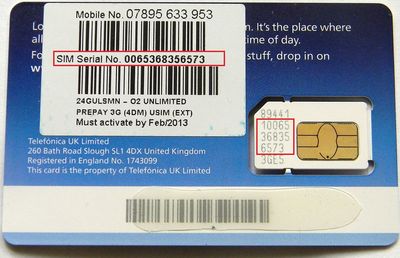 Mobile No. 07895 633 953
Lo
n. It's the place where
all
time of day.
Fo
stuff, drop in on
w
SIM Serial No. 0065368356573
24GULSMN – O2 UNLIMITED
PREPAY 3G (4DM) USIM (EXT)
Must activate by Feb/2013
Telefónica UK Limited
260 Bath Road Slough SL1 4DX United Kingdom
Registered in England No. 1743099
This card is the property of Telefónica UK Limited
89441
10065
36835
6573
3GE5